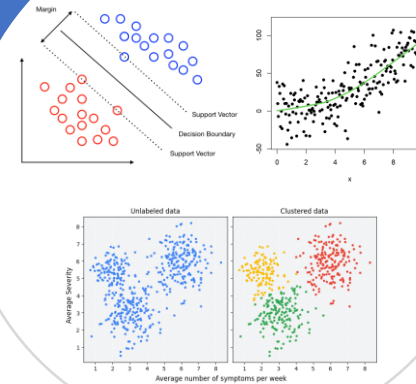 Margin
Support Vector
Decision Boundary
Support Vector
100
50
0
-50
0 2 4 6 8
x
Unlabeled data
Clustered data
Average Severity
8
7
6
5
4
3
2
1
1 2 3 4 5 6 7 8
1 2 3 4 5 6 7 8
Average number of symptoms per week